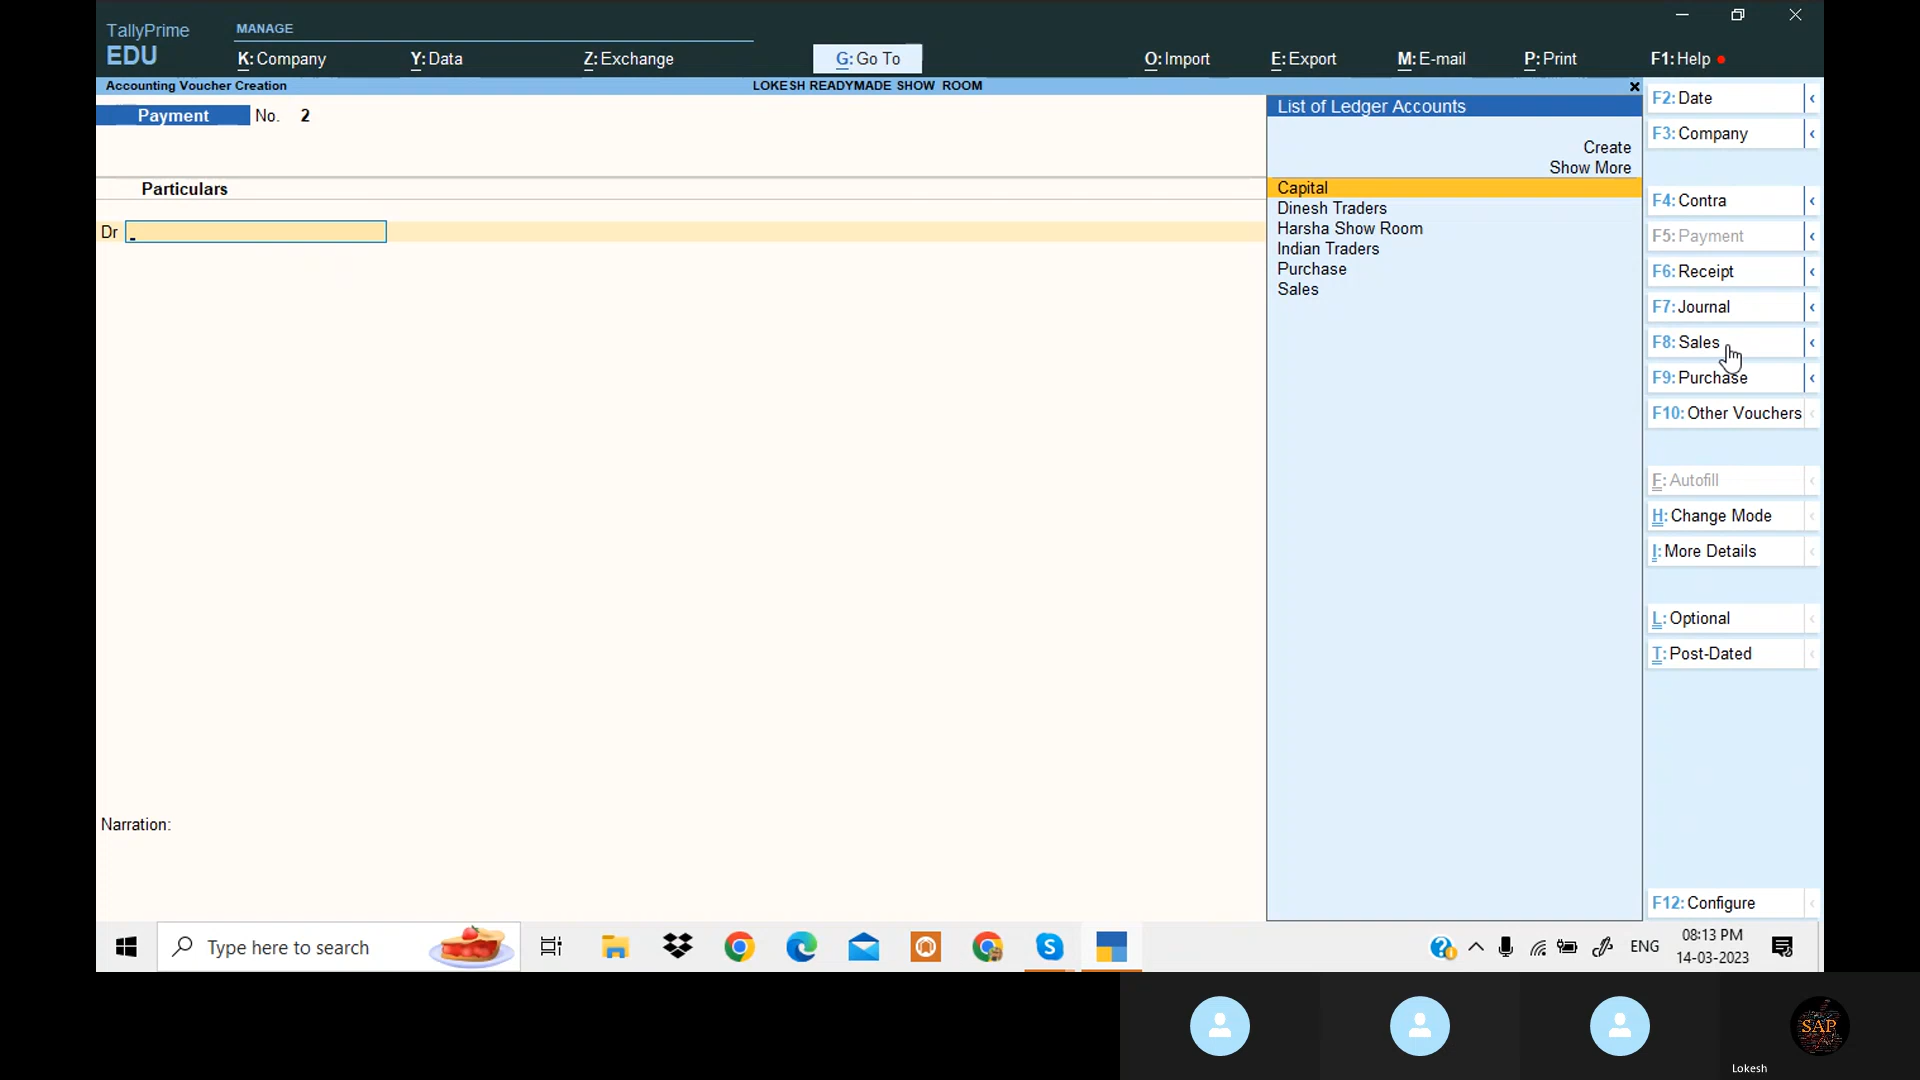 TallyPrime
EDU
MANAGE
K: Company
Y: Data
Z: Exchange
G: Go To
O: Import
E: Export
M: E-mail
P: Print
F1: Help
Accounting Voucher Creation
LOKESH READYMADE SHOW ROOM
Payment No. 2
Particulars
Dr
Narration:
List of Ledger Accounts
Create
Show More
Capital
Dinesh Traders
Harsha Show Room
Indian Traders
Purchase
Sales
F2: Date
F3: Company
F4: Contra
F5: Payment
F6: Receipt
F7: Journal
F8: Sales
F9: Purchase
F10: Other Vouchers
F: Autofill
H: Change Mode
I: More Details
L: Optional
T: Post-Dated
F12: Configure
Type here to search
ENG
08:13 PM
14-03-2023
SAP
Lokesh